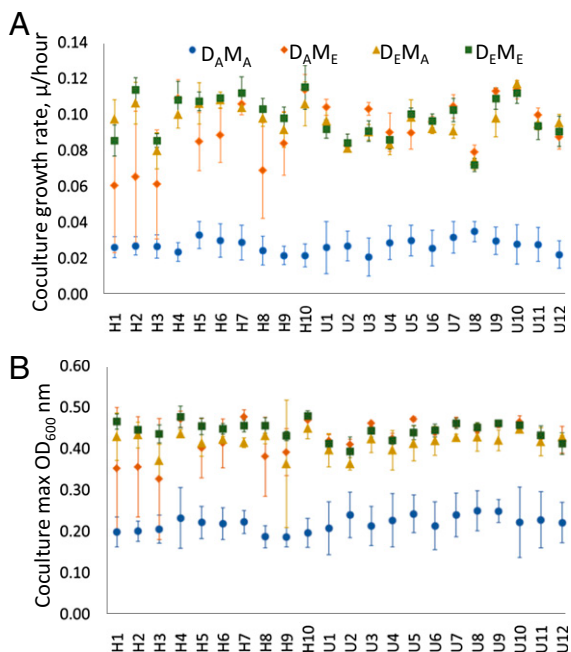 A
DAMA DAME DEMA DEME
Coculture growth rate, µ/hour
0.14
0.12
0.10
0.08
0.06
0.04
0.02
0.00
H1 H2 H3 H4 H5 H6 H7 H8 H9 H10 U1 U2 U3 U4 U5 U6 U7 U8 U9 U10 U11 U12
B
Coculture max OD600 nm
0.60
0.50
0.40
0.30
0.20
0.10
0.00
H1 H2 H3 H4 H5 H6 H7 H8 H9 H10 U1 U2 U3 U4 U5 U6 U7 U8 U9 U10 U11 U12